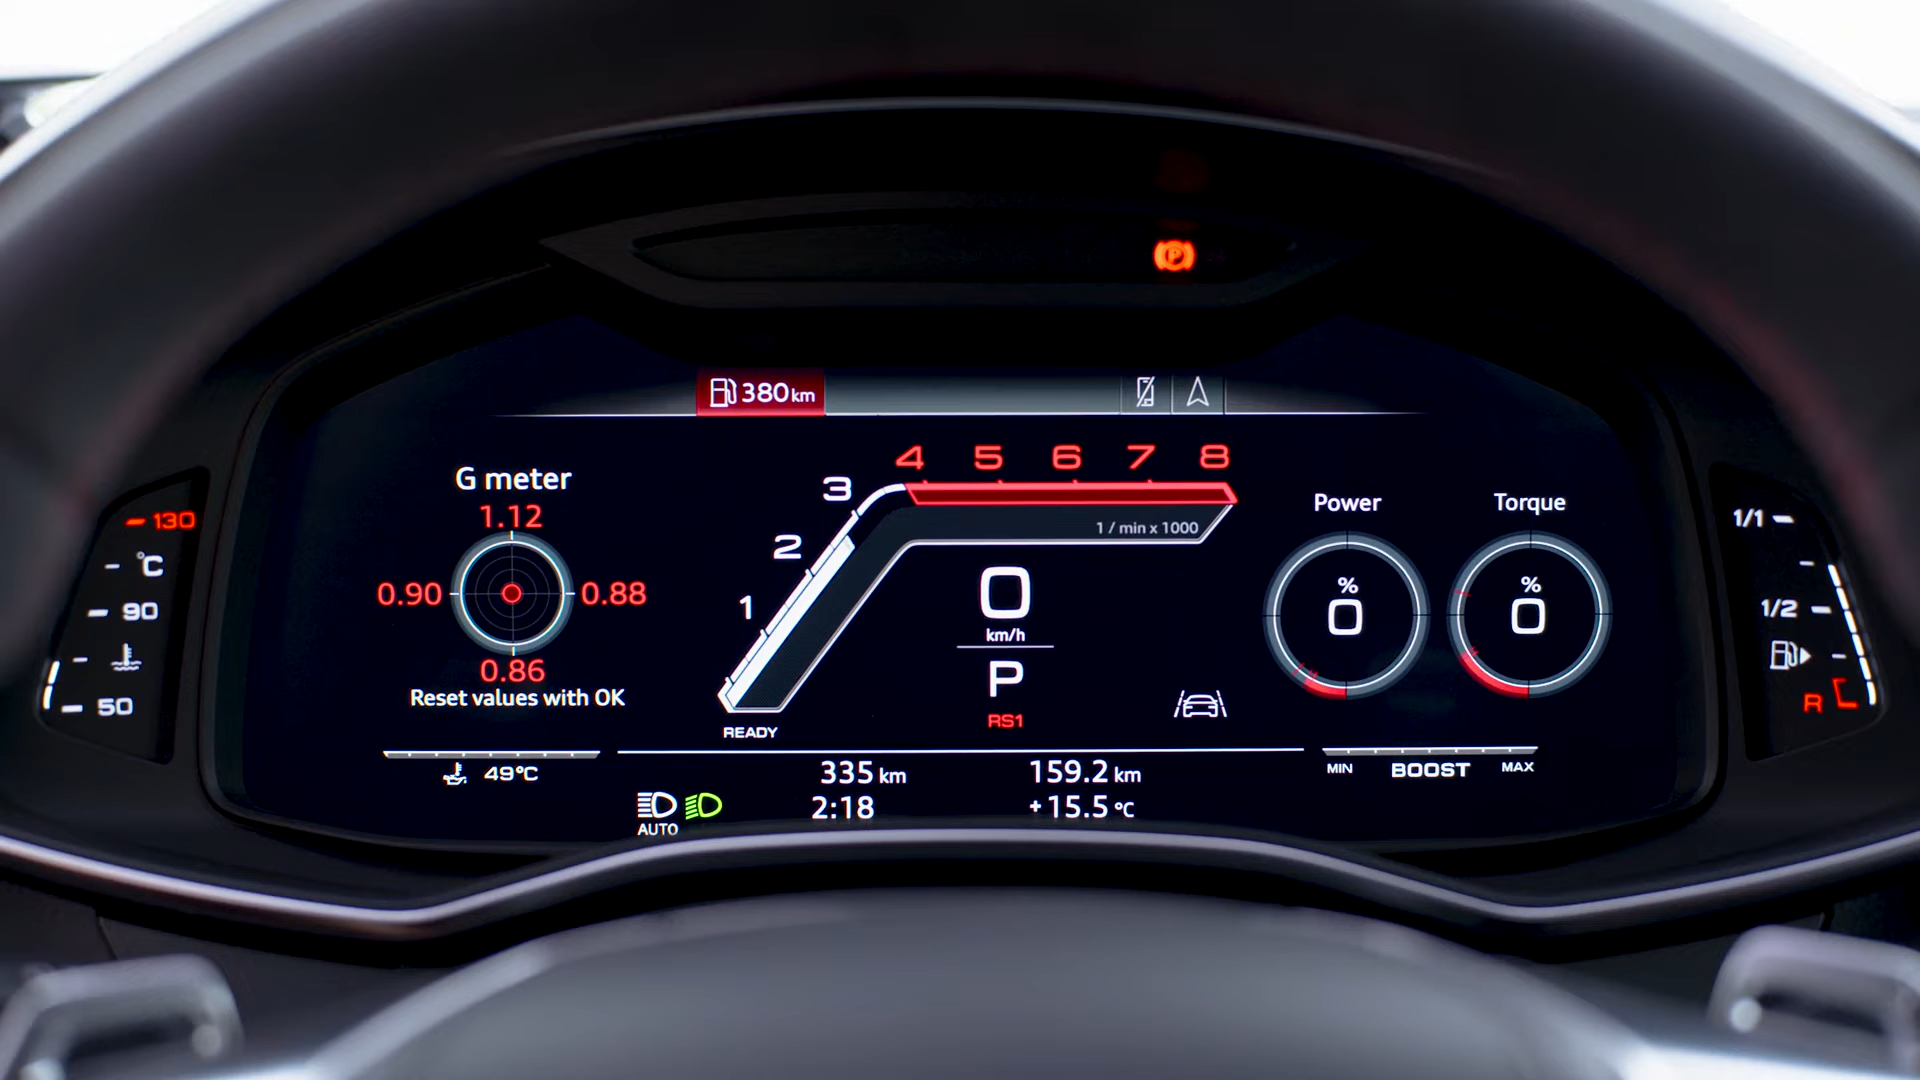 P
380 km
G meter
1.12
0.90
0.88
0.86
Reset values with OK
130
°C
90
50
1
2
3
4
5
6
7
8
1 / min x 1000
0
km/h
P
RS1
READY
Power
%
0
Torque
%
0
1/1
1/2
R
49°C
335 km
159.2 km
MIN
BOOST
MAX
AUTO
2:18
+15.5 °C